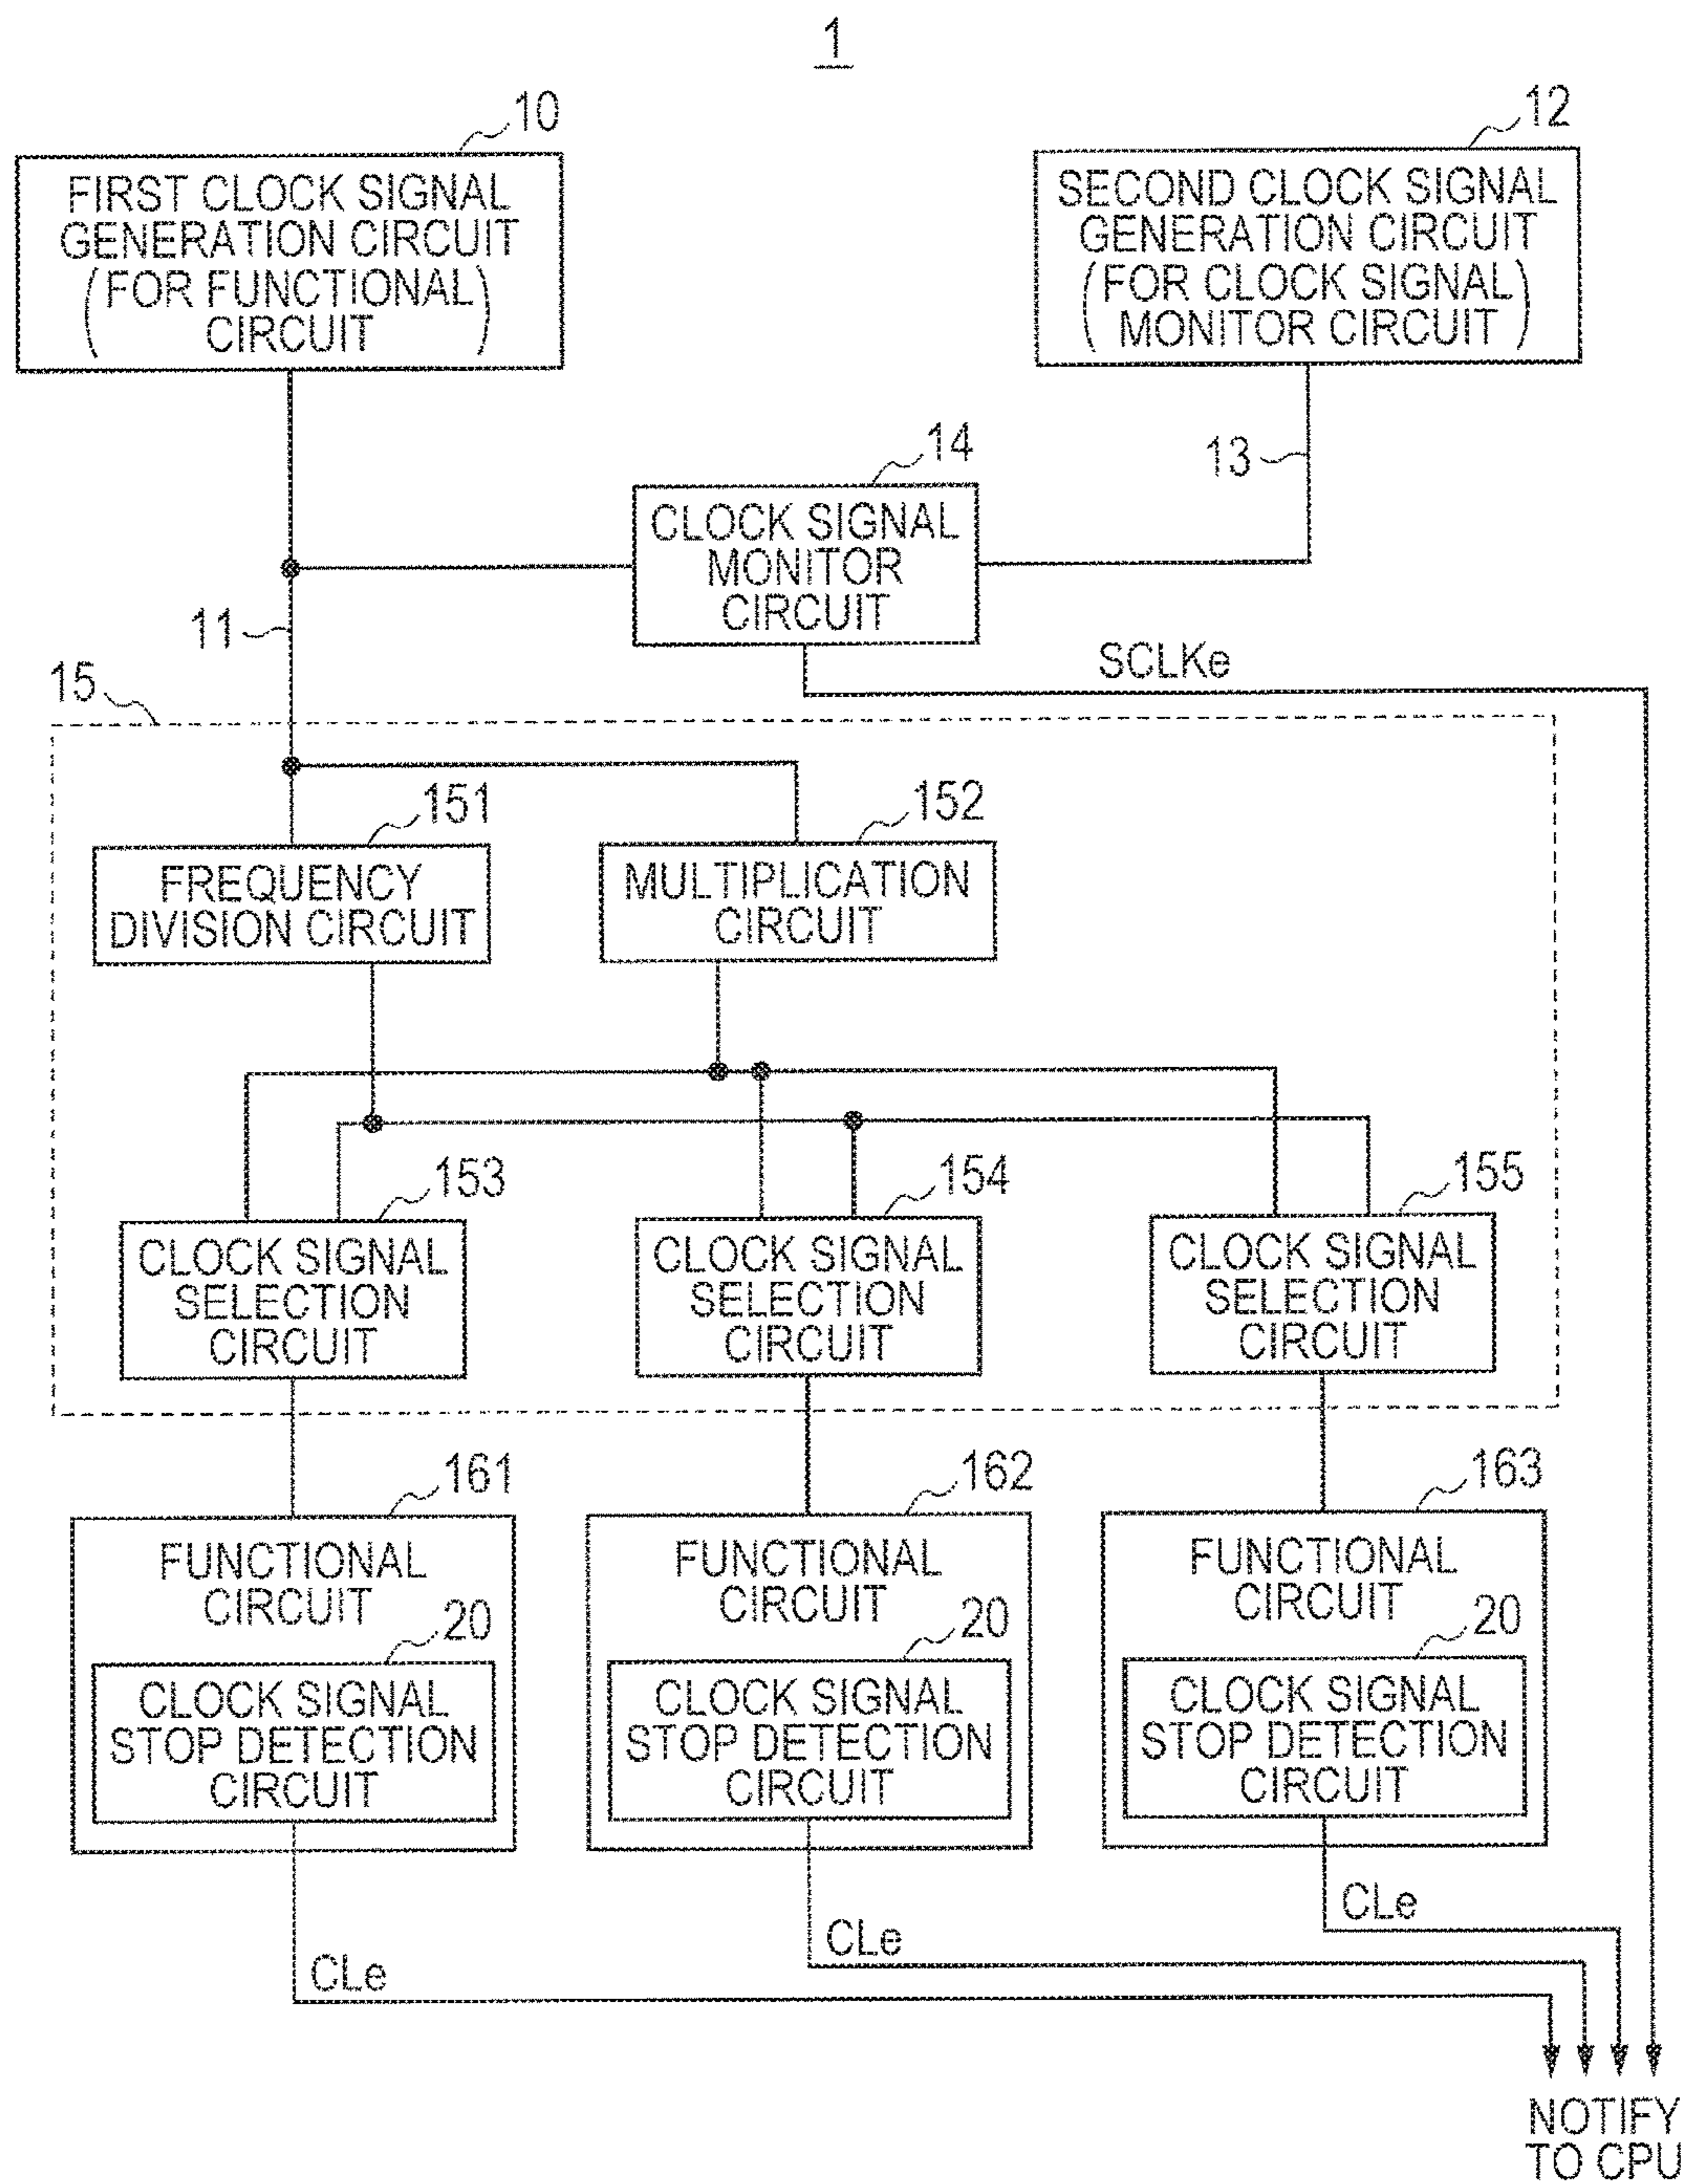 1
10
FIRST CLOCK SIGNAL
GENERATION CIRCUIT
(FOR FUNCTIONAL
CIRCUIT)
12
SECOND CLOCK SIGNAL
GENERATION CIRCUIT
(FOR CLOCK SIGNAL
MONITOR CIRCUIT)
14
CLOCK SIGNAL
MONITOR
CIRCUIT
13
11
SCLKe
15
151
FREQUENCY
DIVISION CIRCUIT
152
MULTIPLICATION
CIRCUIT
153
CLOCK SIGNAL
SELECTION
CIRCUIT
154
CLOCK SIGNAL
SELECTION
CIRCUIT
155
CLOCK SIGNAL
SELECTION
CIRCUIT
161
FUNCTIONAL
CIRCUIT
20
CLOCK SIGNAL
STOP DETECTION
CIRCUIT
162
FUNCTIONAL
CIRCUIT
20
CLOCK SIGNAL
STOP DETECTION
CIRCUIT
163
FUNCTIONAL
CIRCUIT
20
CLOCK SIGNAL
STOP DETECTION
CIRCUIT
CLe
CLe
CLe
NOTIFY
TO CPU